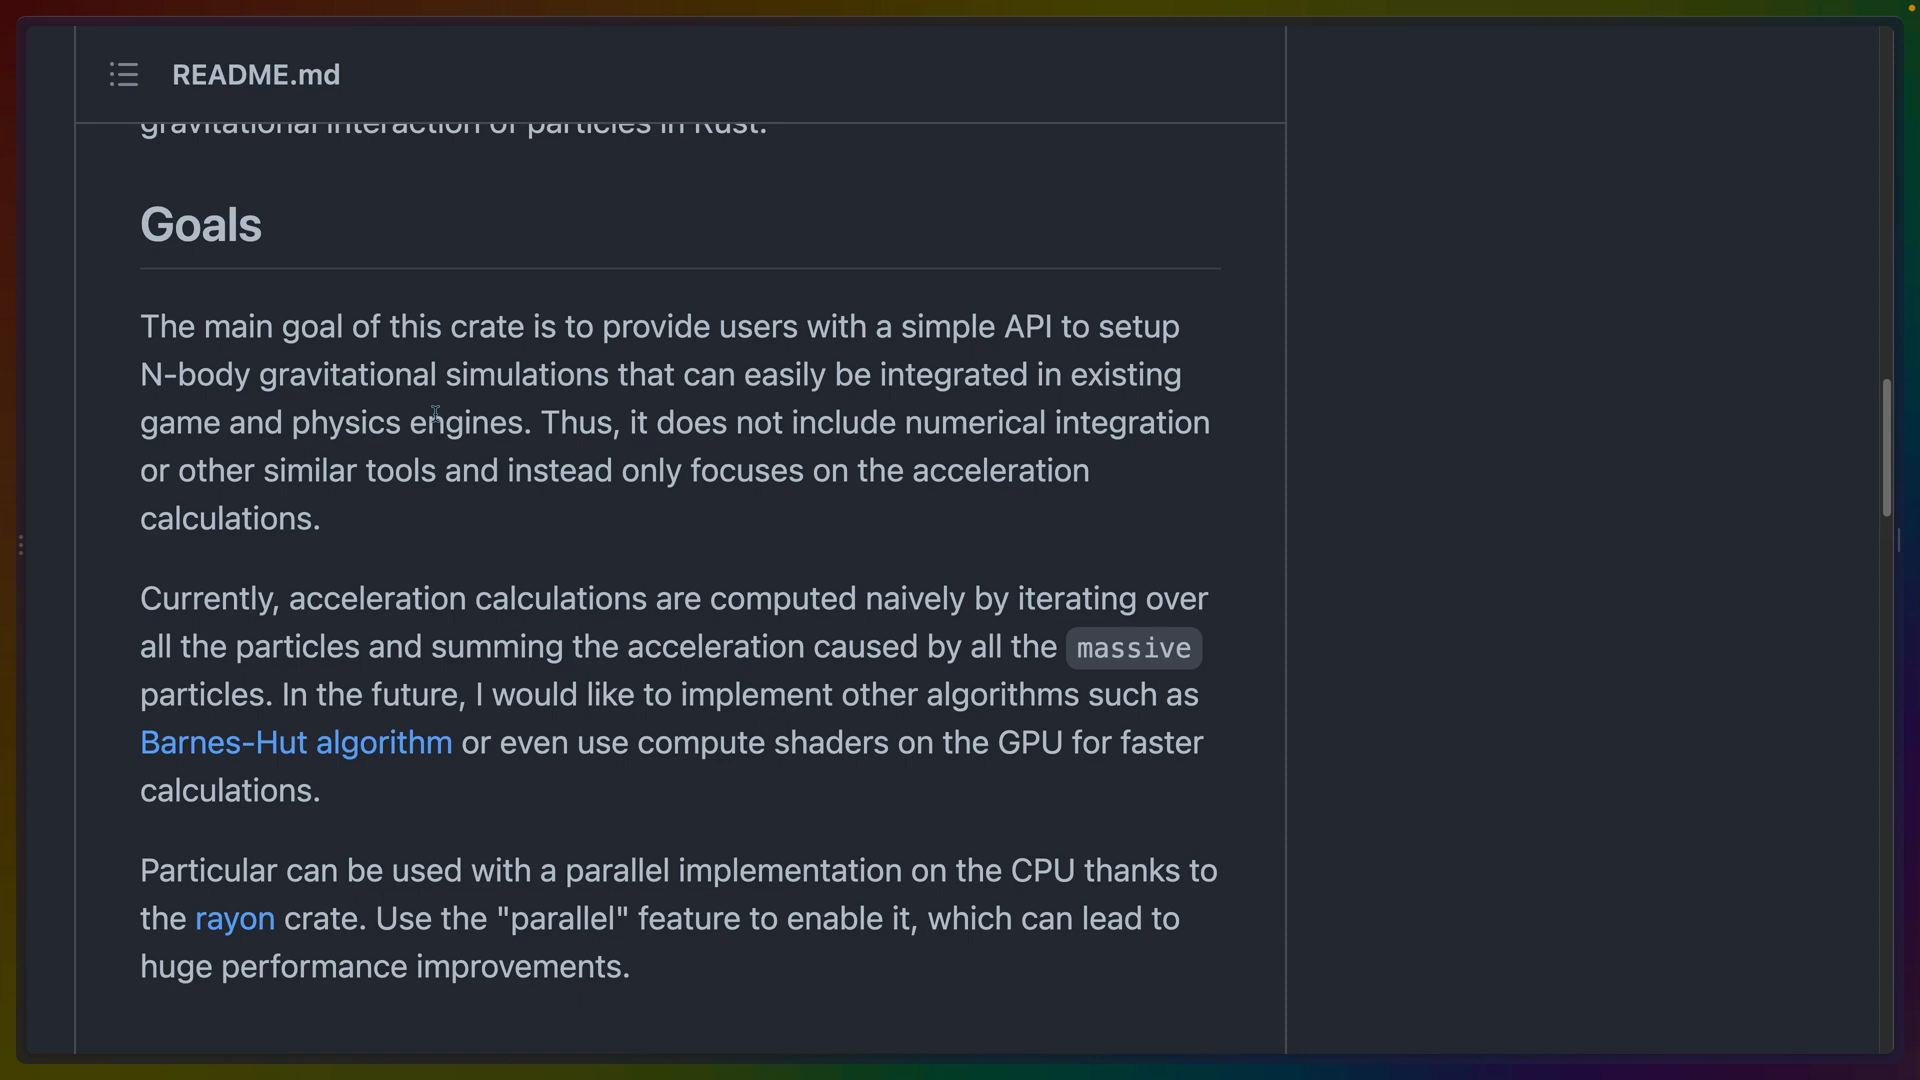 README.md
gravitational interaction of particles in Rust.
Goals
The main goal of this crate is to provide users with a simple API to setup
N-body gravitational simulations that can easily be integrated in existing
game and physics engines. Thus, it does not include numerical integration
or other similar tools and instead only focuses on the acceleration
calculations.
Currently, acceleration calculations are computed naively by iterating over
all the particles and summing the acceleration caused by all the massive
particles. In the future, I would like to implement other algorithms such as
Barnes-Hut algorithm or even use compute shaders on the GPU for faster
calculations.
Particular can be used with a parallel implementation on the CPU thanks to
the rayon crate. Use the "parallel" feature to enable it, which can lead to
huge performance improvements.